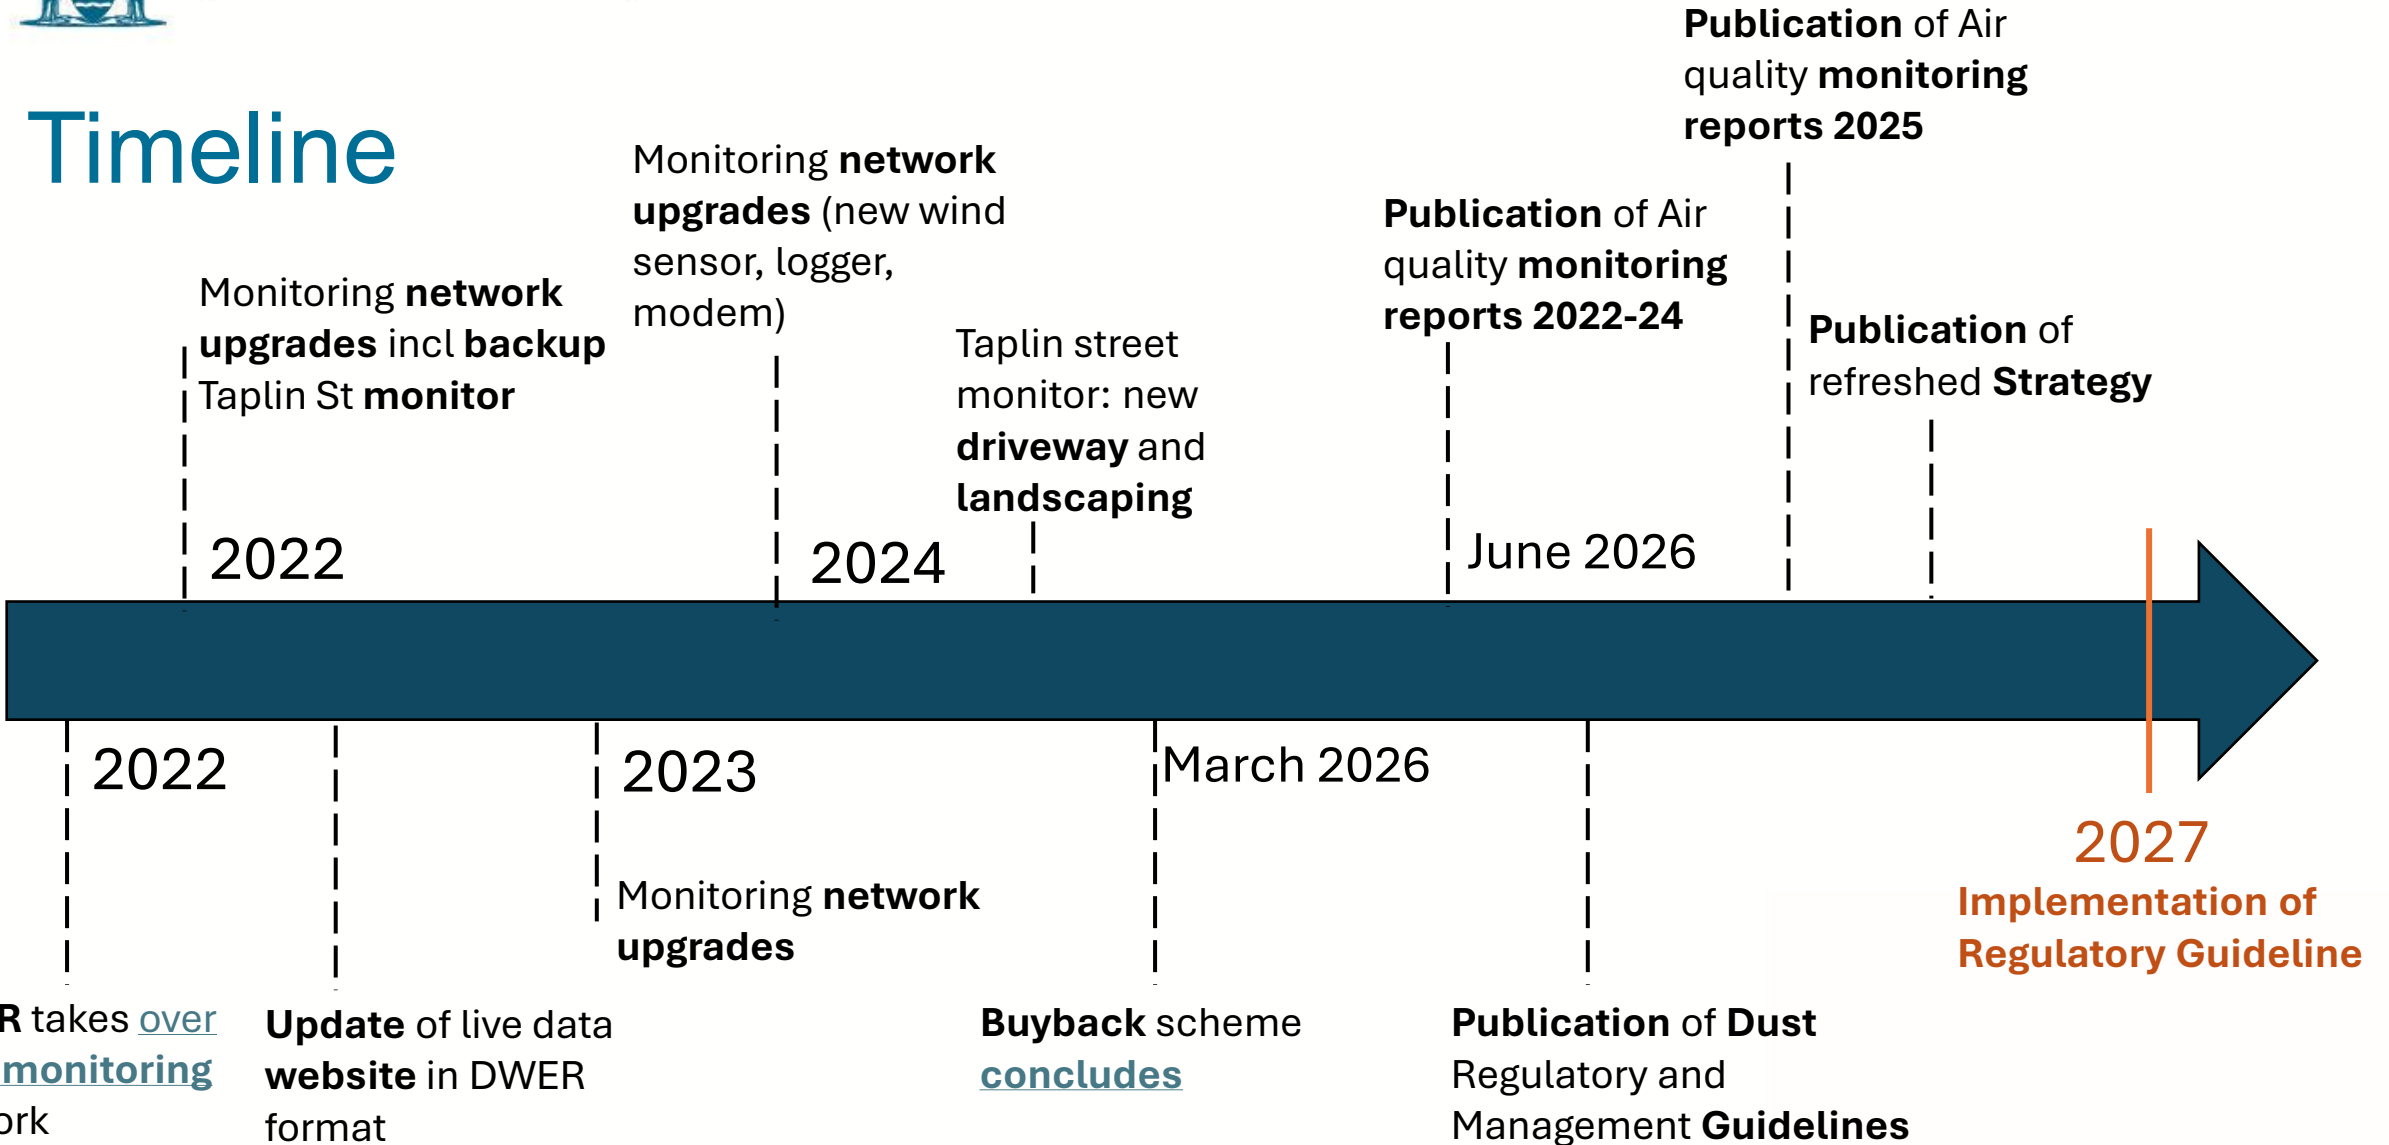 Timeline
Publication of Air
quality monitoring
reports 2025
Monitoring network
upgrades (new wind
sensor, logger,
modem)
Publication of Air
quality monitoring
reports 2022-24
Monitoring network
upgrades incl backup
Taplin St monitor
Taplin street
monitor: new
driveway and
landscaping
Publication of
refreshed Strategy
2022
2024
June 2026
2022
2023
March 2026
2027
Implementation of
Regulatory Guideline
Monitoring network
upgrades
R takes over
monitoring
ork
Update of live data
website in DWER
format
Buyback scheme
concludes
Publication of Dust
Regulatory and
Management Guidelines